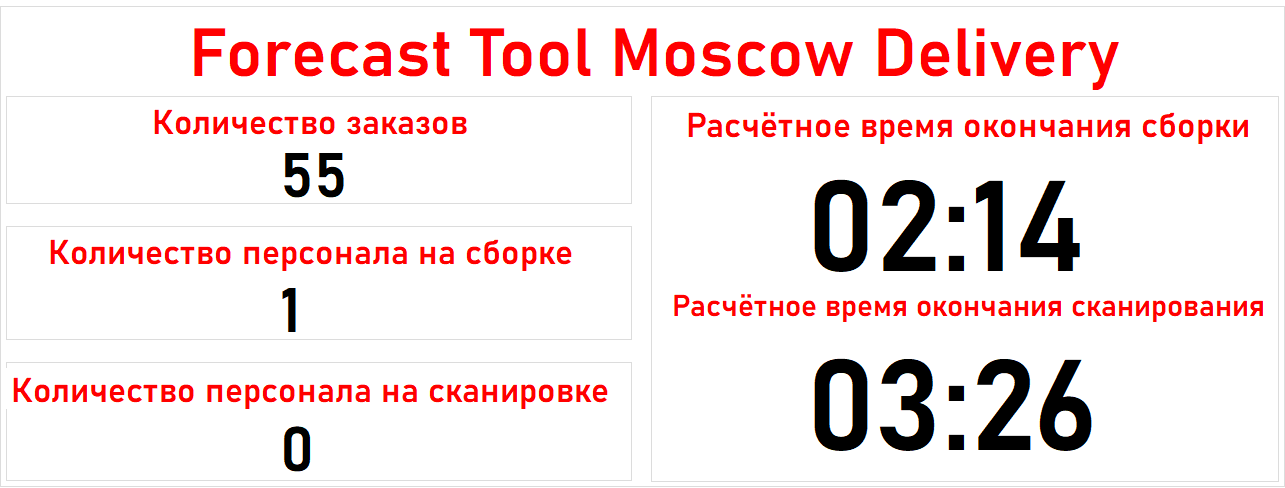 Forecast Tool Moscow Delivery
Количество заказов
55
Количество персонала на сборке
1
Количество персонала на сканировке
0
Расчётное время окончания сборки
02:14
Расчётное время окончания сканирования
03:26